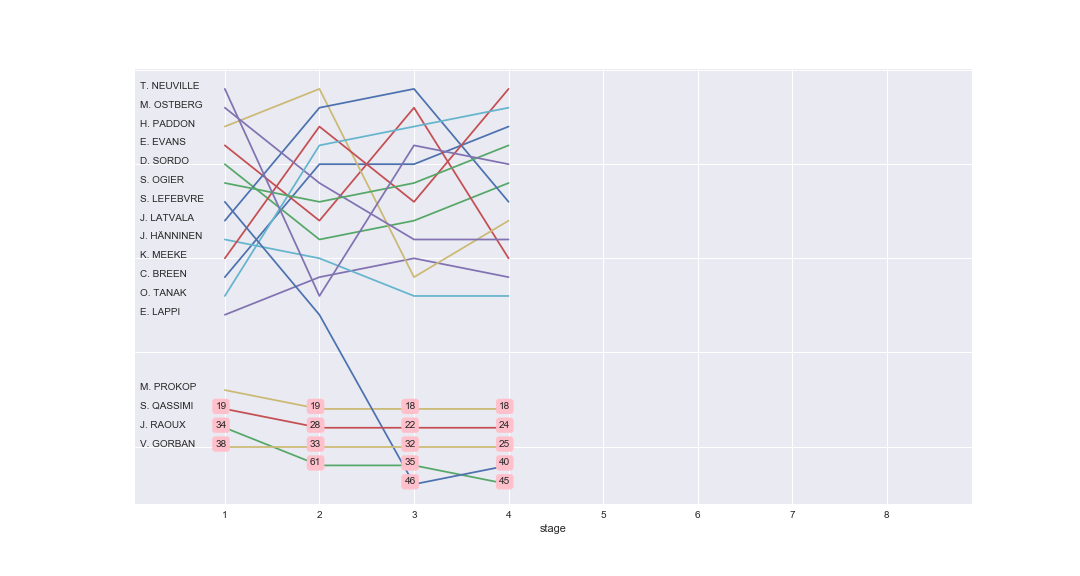 T. NEUVILLE
M. OSTBERG
H. PADDON
E. EVANS
D. SORDO
S. OGIER
S. LEFEBVRE
J. LATVALA
J. HÄNNINEN
K. MEEKE
C. BREEN
O. TANAK
E. LAPPI
M. PROKOP
S. QASSIMI 19 19 18 18
J. RAOUX 34 28 22 24
V. GORBAN 38 33 32 25
61 35 40
46 45
1 2 3 4 5 6 7 8
stage